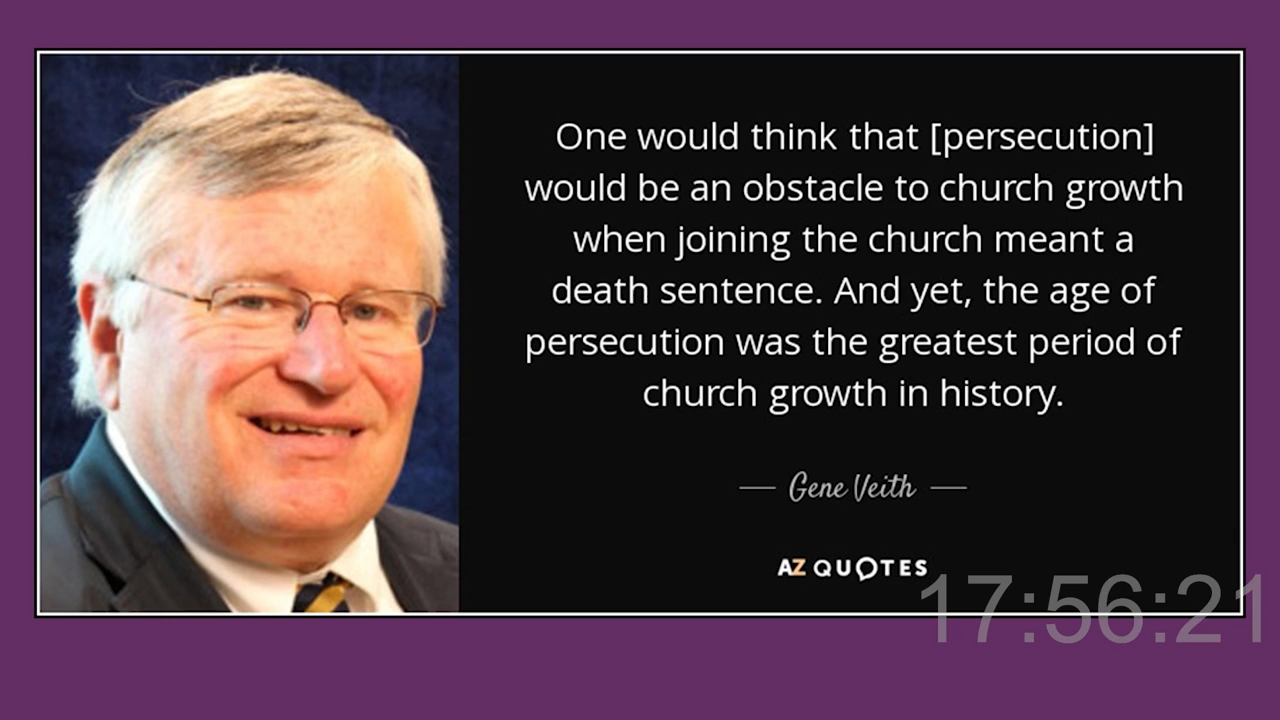 One would think that [persecution]
would be an obstacle to church growth
when joining the church meant a
death sentence. And yet, the age of
persecution was the greatest period of
church growth in history.
Gene Veith
AZ QUOTES
17:56:21